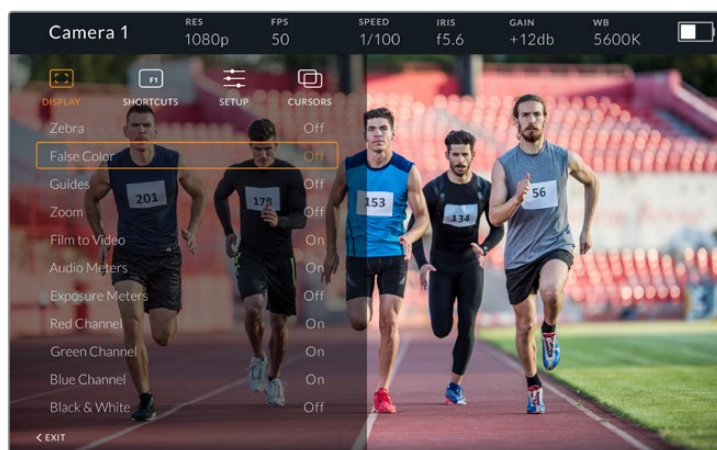 Camera 1
RES FPS SPEED IRIS GAIN WB
1080p 50 1/100 f5.6 +12db 5600K
F1
DISPLAY SHORTCUTS SETUP CURSORS
Zebra Off
False Color Off
Guides Off
Zoom Off
Film to Video On
Audio Meters On
Exposure Meters Off
Red Channel On
Green Channel On
Blue Channel On
Black & White Off
< EXIT
201
178
153
134
56